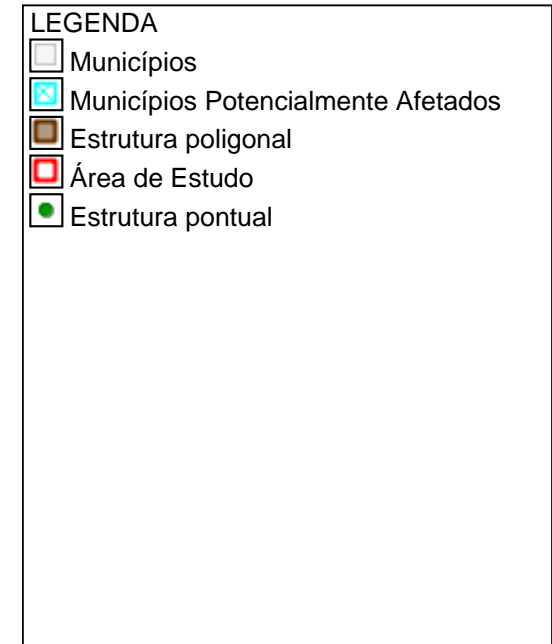 LEGENDA
Municípios
Municípios Potencialmente Afetados
Estrutura poligonal
Área de Estudo
Estrutura pontual